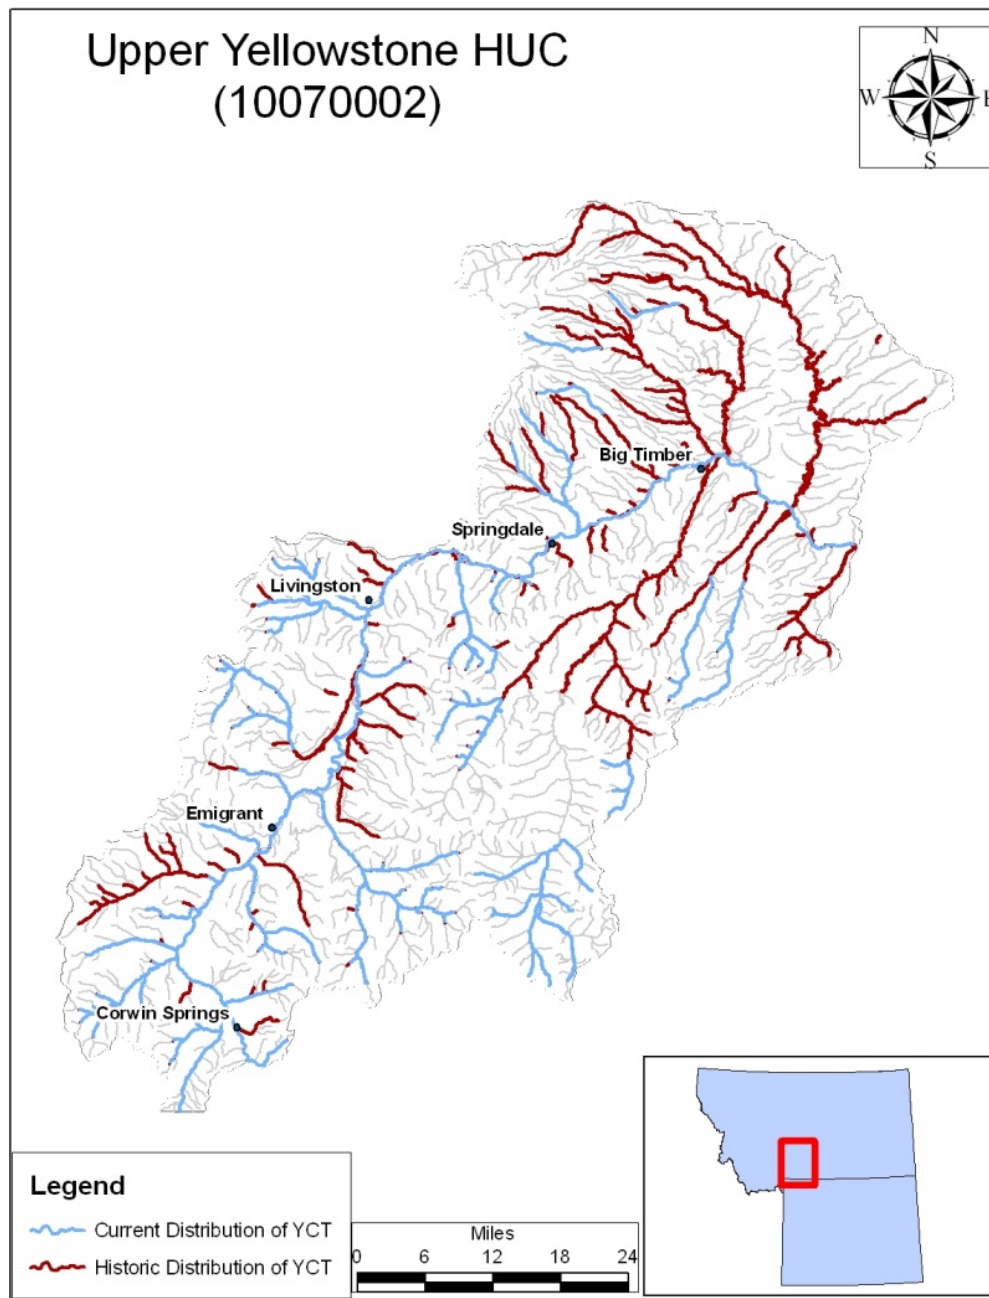 Upper Yellowstone HUC
(10070002)
N
W
E
S
Big Timber
Springdale
Livingston
Emigrant
Corwin Springs
Legend
Current Distribution of YCT
Historic Distribution of YCT
Miles
0 6 12 18 24